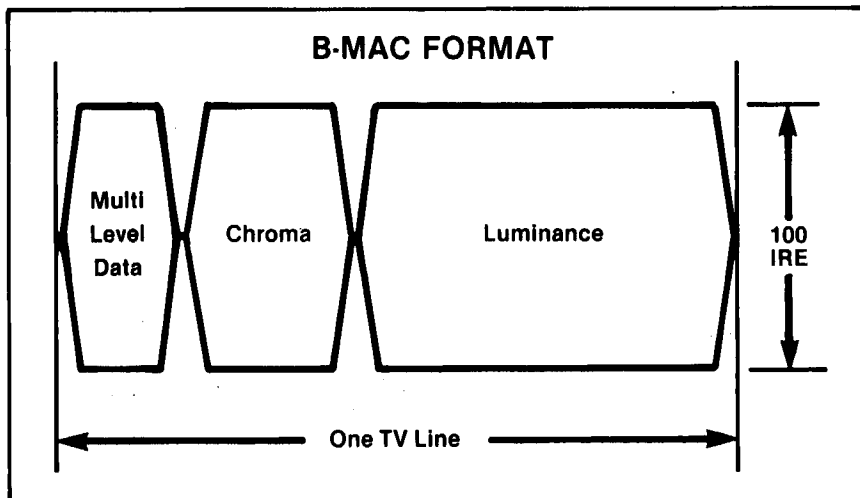 B-MAC FORMAT
Multi
Level
Data
Chroma
Luminance
100
IRE
One TV Line